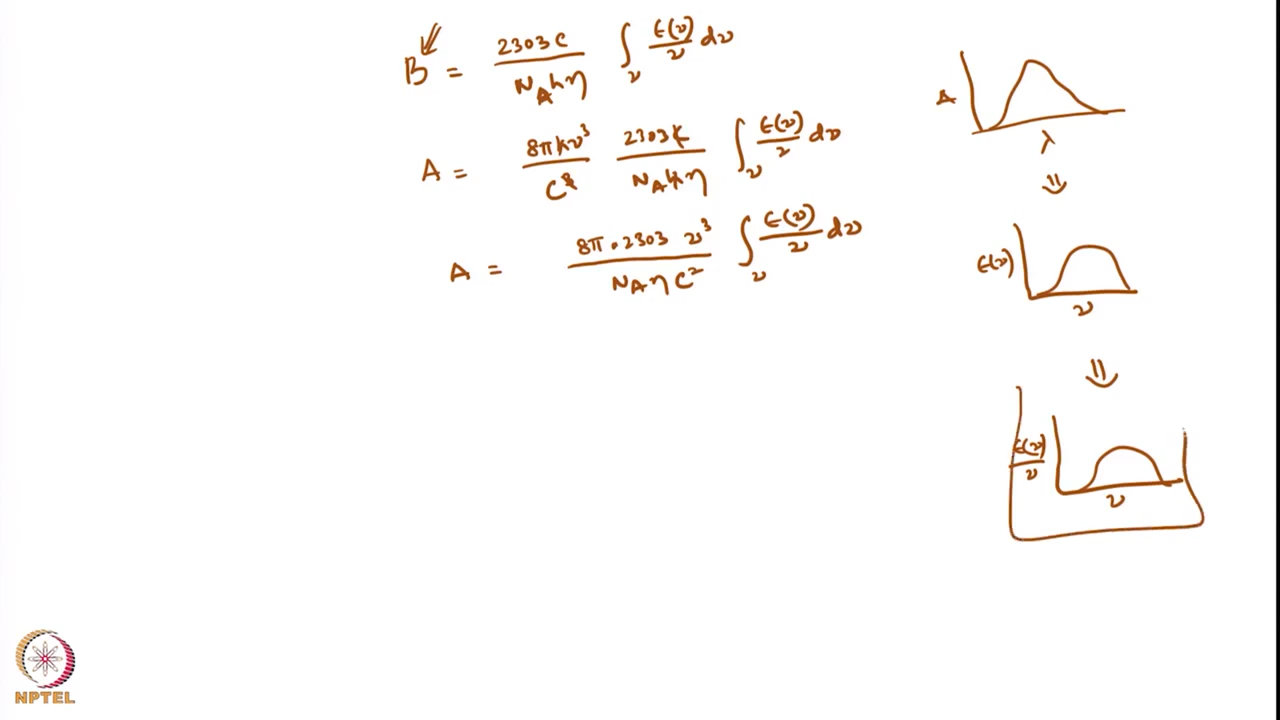 B = 2303 c / N_A h η ∫_ν ε(ν)/ν dν
A = 8πhν³ / c³ 2303 c / N_A h η ∫_ν ε(ν)/ν dν
A = 8π . 2303 ν³ / N_A η c² ∫_ν ε(ν)/ν dν
A
λ
ε(ν)
ν
ε(ν)/ν
ν
NPTEL